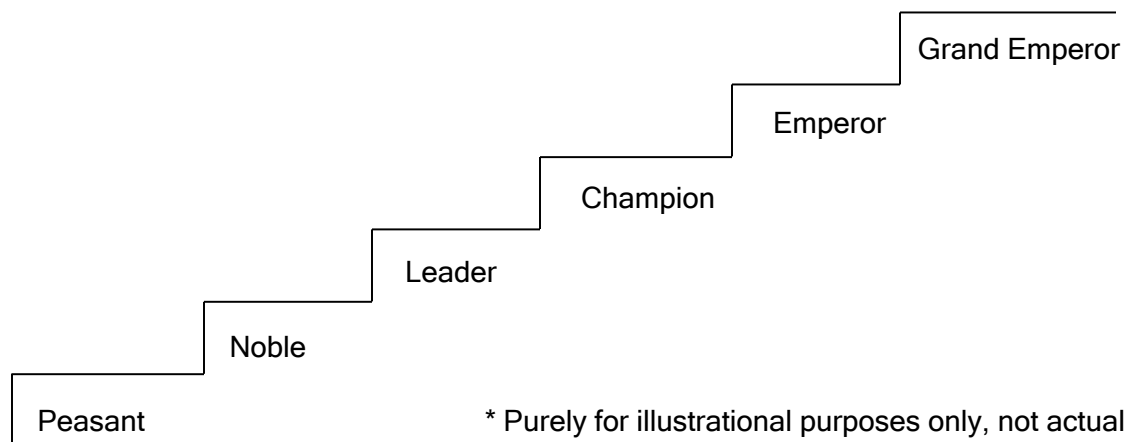 Grand Emperor
Emperor
Champion
Leader
Noble
Peasant
* Purely for illustrational purposes only, not actual